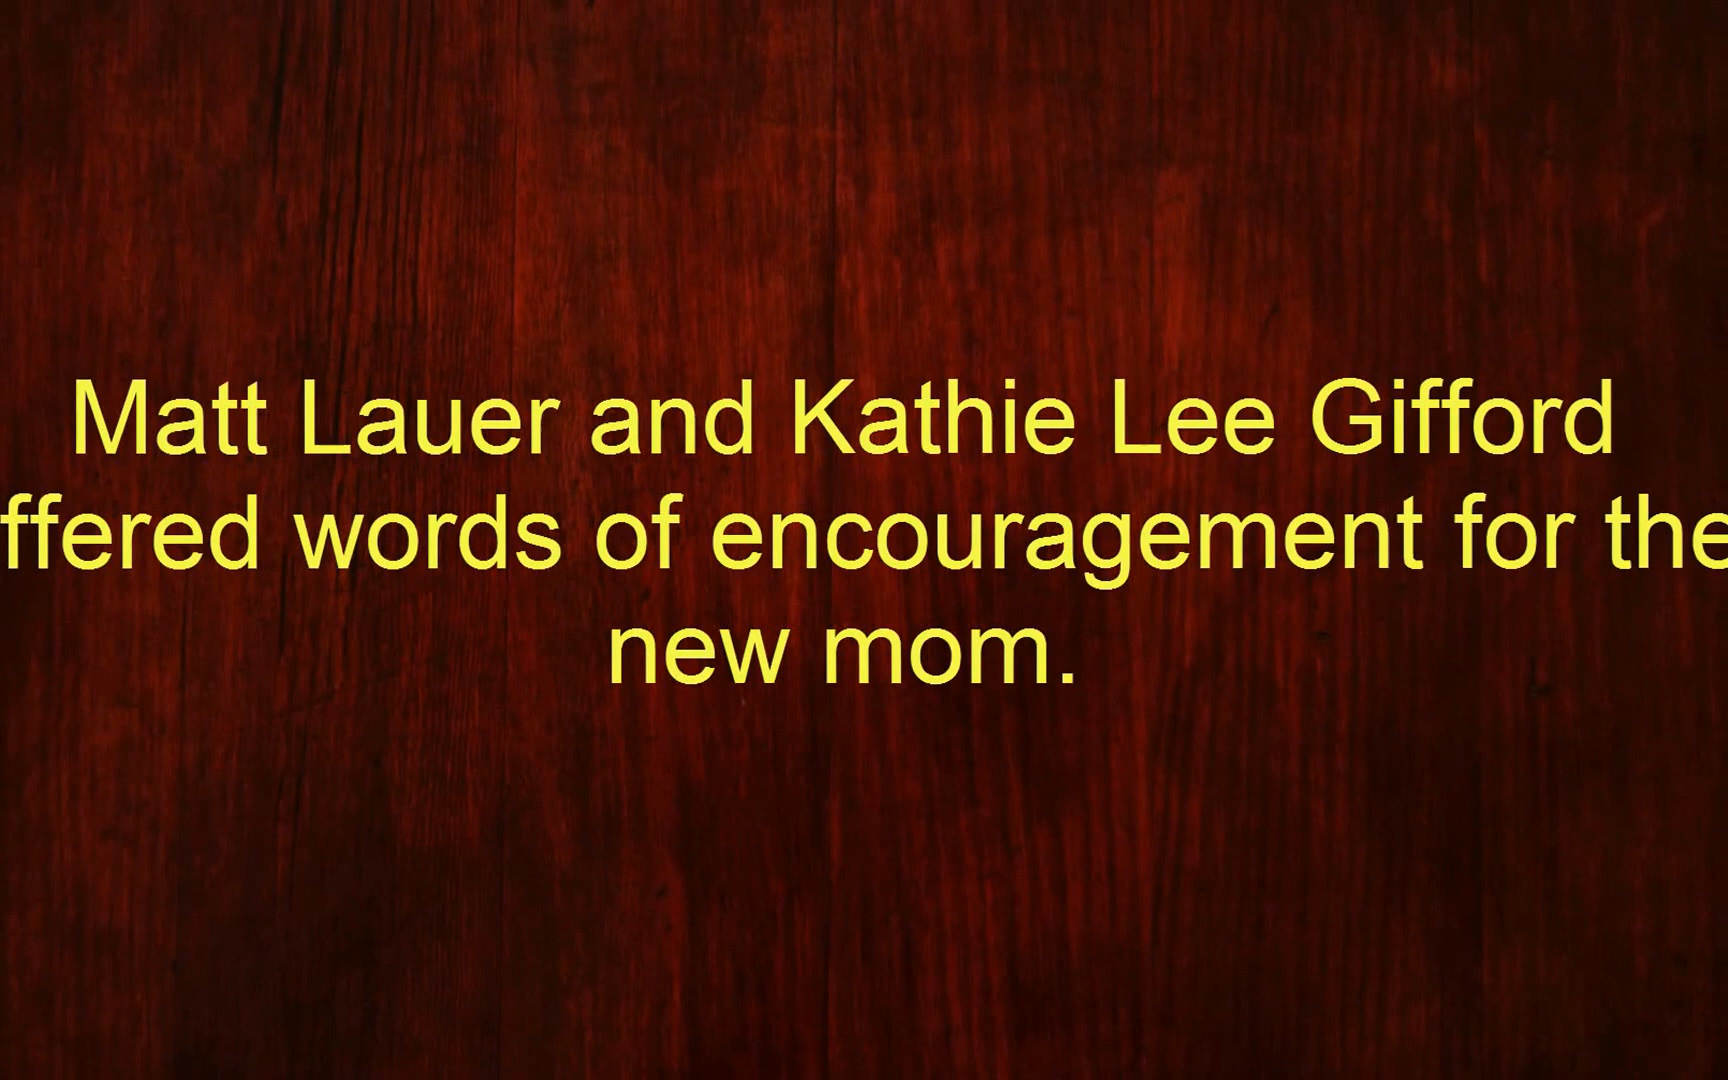 Matt Lauer and Kathie Lee Gifford
ffered words of encouragement for the
new mom.